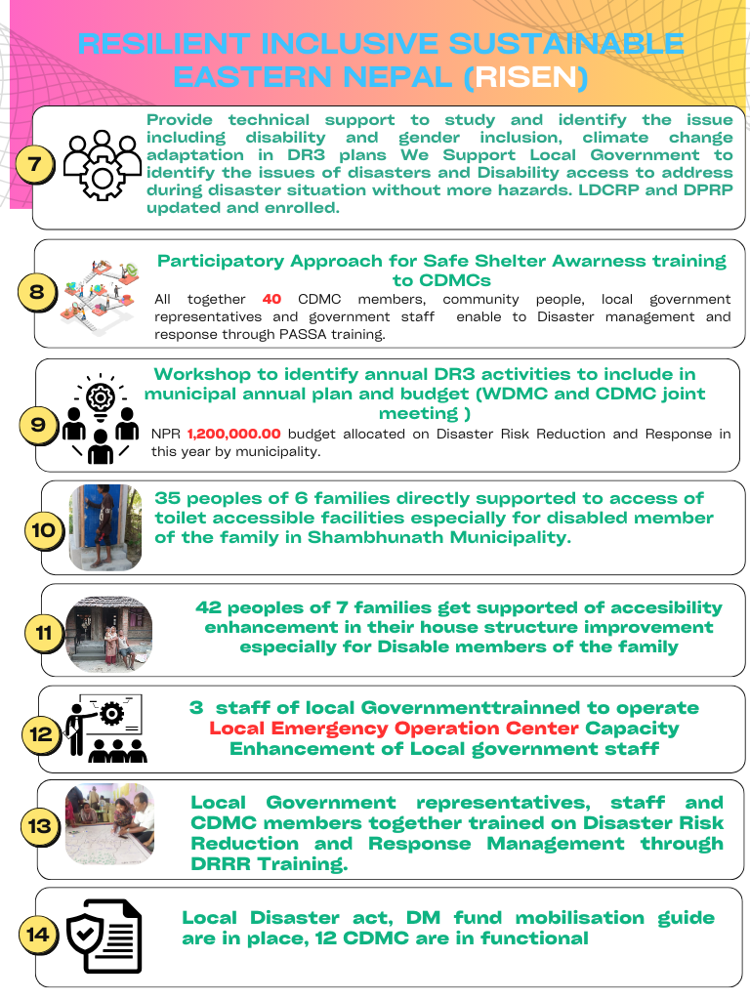 RESILIENT INCLUSIVE SUSTAINABLE
EASTERN NEPAL (RISEN)
7
Provide technical support to study and identify the issue
including disability and gender inclusion, climate change
adaptation in DR3 plans We Support Local Government to
identify the issues of disasters and Disability access to address
during disaster situation without more hazards. LDCRP and DPRP
updated and enrolled.
8
Participatory Approach for Safe Shelter Awarness training
to CDMCs
All together 40 CDMC members, community people, local government
representatives and government staff enable to Disaster management and
response through PASSA training.
9
Workshop to identify annual DR3 activities to include in
municipal annual plan and budget (WDMC and CDMC joint
meeting )
NPR 1,200,000.00 budget allocated on Disaster Risk Reduction and Response in
this year by municipality.
10
35 peoples of 6 families directly supported to access of
toilet accessible facilities especially for disabled member
of the family in Shambhunath Municipality.
11
42 peoples of 7 families get supported of accesibility
enhancement in their house structure improvement
especially for Disable members of the family
12
3 staff of local Governmenttrainned to operate
Local Emergency Operation Center Capacity
Enhancement of Local government staff
13
Local Government representatives, staff and
CDMC members together trained on Disaster Risk
Reduction and Response Management through
DRRR Training.
14
Local Disaster act, DM fund mobilisation guide
are in place, 12 CDMC are in functional